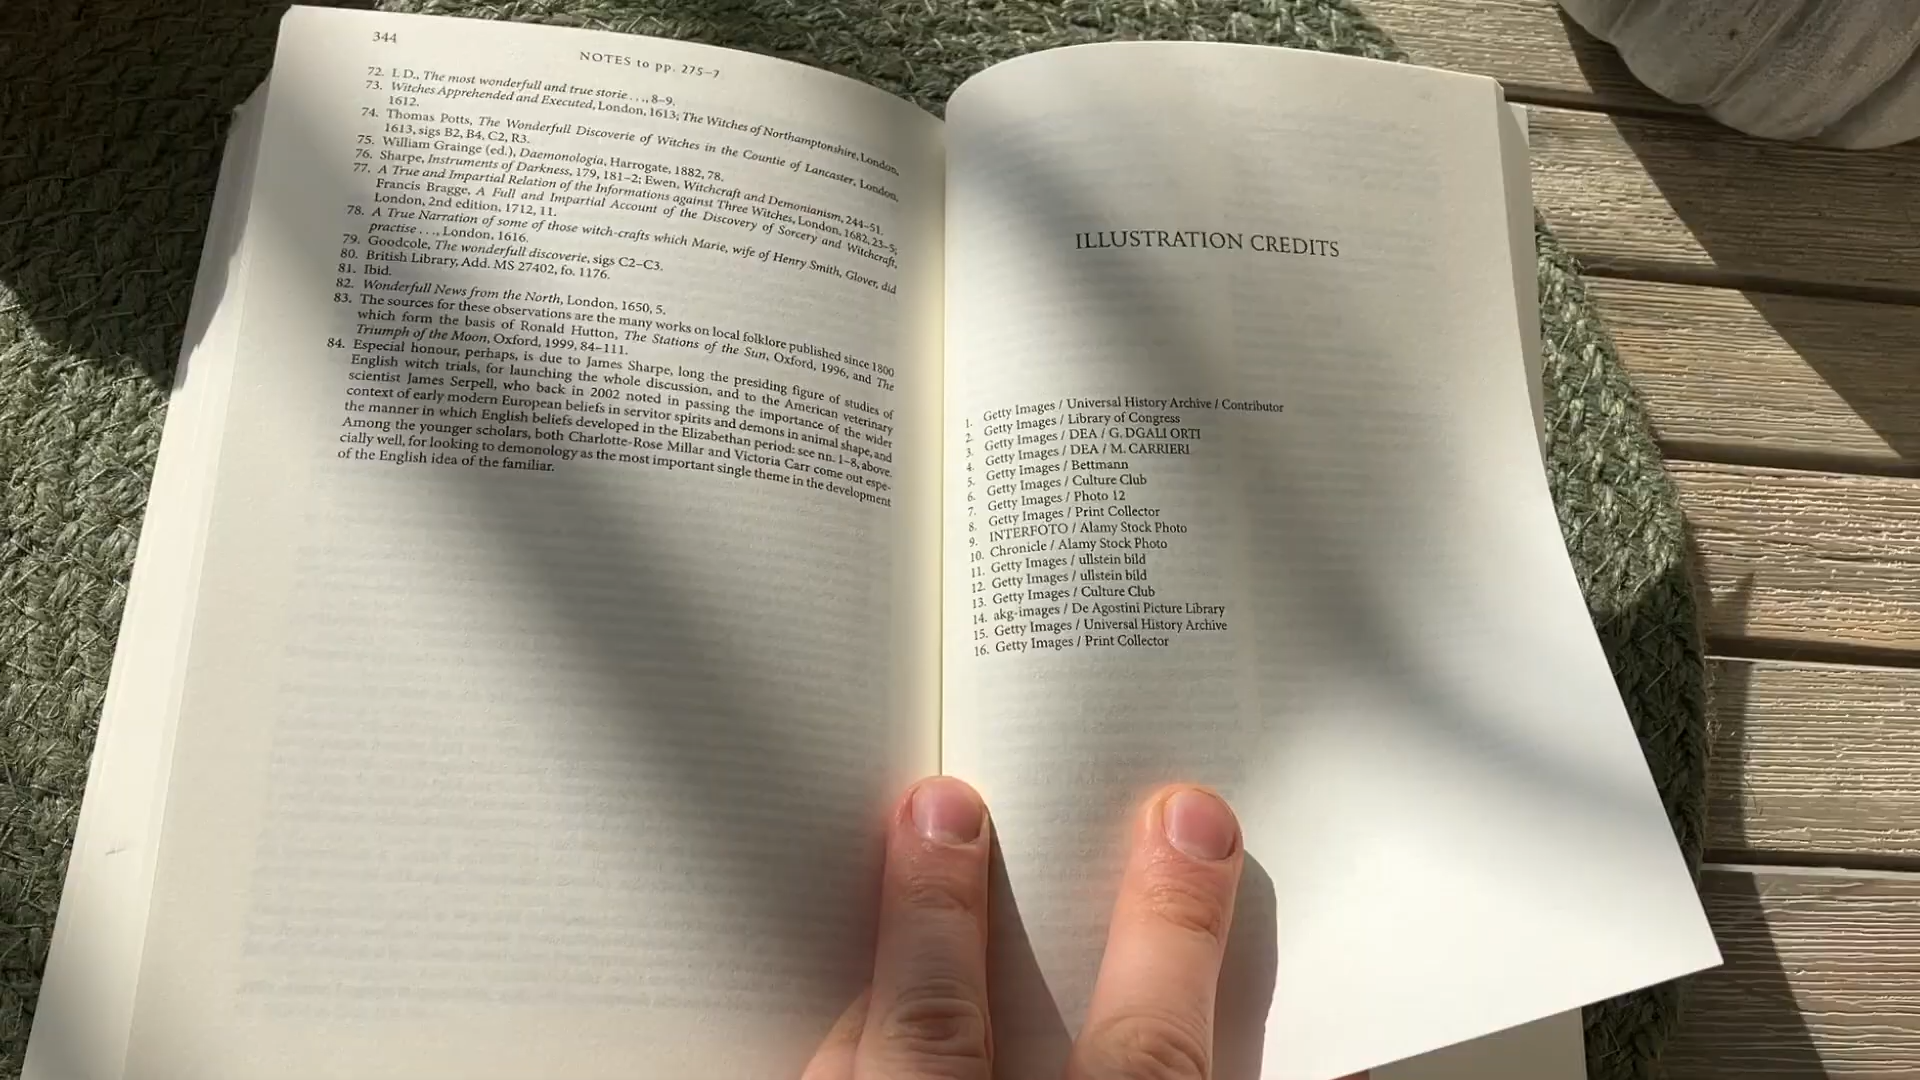 344
NOTES to pp. 275–7
72. I. D., The most wonderfull and true storie . . ., 8–9.
73. Witches Apprehended and Executed, London, 1613; The Witches of Northamptonshire, London,
1612.
74. Thomas Potts, The Wonderfull Discoverie of Witches in the Countie of Lancaster, London,
1613, sigs B2, B4, C2, R3.
75. William Grainge (ed.), Daemonologia, Harrogate, 1882, 78.
76. Sharpe, Instruments of Darkness, 179, 181–2; Ewen, Witchcraft and Demonianism, 244–51.
77. A True and Impartial Relation of the Informations against Three Witches, London, 1682, 23–5;
Francis Bragge, A Full and Impartial Account of the Discovery of Sorcery and Witchcraft,
London, 2nd edition, 1712, 11.
78. A True Narration of some of those witch-crafts which Marie, wife of Henry Smith, Glover, did
practise . . ., London, 1616.
79. Goodcole, The wonderfull discoverie, sigs C2–C3.
80. British Library, Add. MS 27402, fo. 1176.
81. Ibid.
82. Wonderfull News from the North, London, 1650, 5.
83. The sources for these observations are the many works on local folklore published since 1800
which form the basis of Ronald Hutton, The Stations of the Sun, Oxford, 1996, and The
Triumph of the Moon, Oxford, 1999, 84–111.
84. Especial honour, perhaps, is due to James Sharpe, long the presiding figure of studies of
English witch trials, for launching the whole discussion, and to the American veterinary
scientist James Serpell, who back in 2002 noted in passing the importance of the wider
context of early modern European beliefs in servitor spirits and demons in animal shape, and
the manner in which English beliefs developed in the Elizabethan period: see nn. 1–8, above.
Among the younger scholars, both Charlotte-Rose Millar and Victoria Carr come out espe-
cially well, for looking to demonology as the most important single theme in the development
of the English idea of the familiar.
ILLUSTRATION CREDITS
1. Getty Images / Universal History Archive / Contributor
2. Getty Images / Library of Congress
3. Getty Images / DEA / G. DGALI ORTI
4. Getty Images / DEA / M. CARRIERI
5. Getty Images / Bettmann
6. Getty Images / Culture Club
7. Getty Images / Photo 12
8. Getty Images / Print Collector
9. INTERFOTO / Alamy Stock Photo
10. Chronicle / Alamy Stock Photo
11. Getty Images / ullstein bild
12. Getty Images / ullstein bild
13. Getty Images / Culture Club
14. akg-images / De Agostini Picture Library
15. Getty Images / Universal History Archive
16. Getty Images / Print Collector